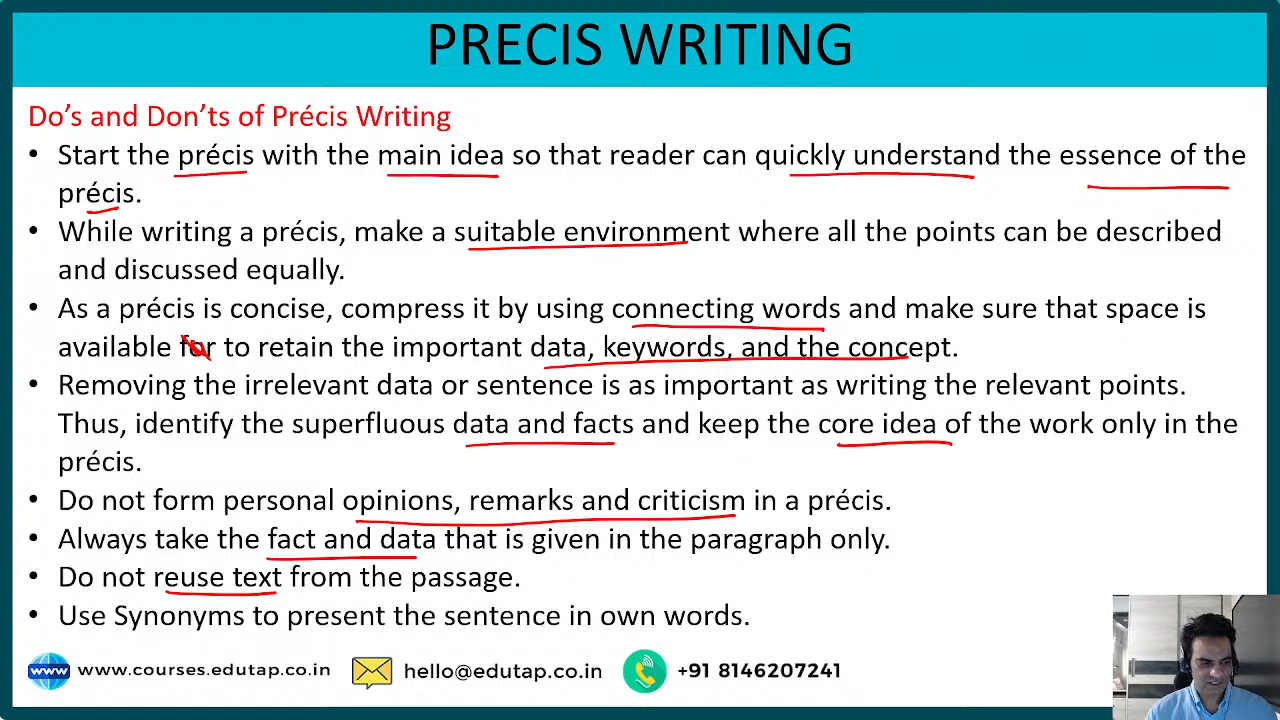 PRECIS WRITING
Do's and Don'ts of Précis Writing
• Start the précis with the main idea so that reader can quickly understand the essence of the
précis.
• While writing a précis, make a suitable environment where all the points can be described
and discussed equally.
• As a précis is concise, compress it by using connecting words and make sure that space is
available for to retain the important data, keywords, and the concept.
• Removing the irrelevant data or sentence is as important as writing the relevant points.
Thus, identify the superfluous data and facts and keep the core idea of the work only in the
précis.
• Do not form personal opinions, remarks and criticism in a précis.
• Always take the fact and data that is given in the paragraph only.
• Do not reuse text from the passage.
• Use Synonyms to present the sentence in own words.
www www.courses.edutap.co.in hello@edutap.co.in +91 8146207241